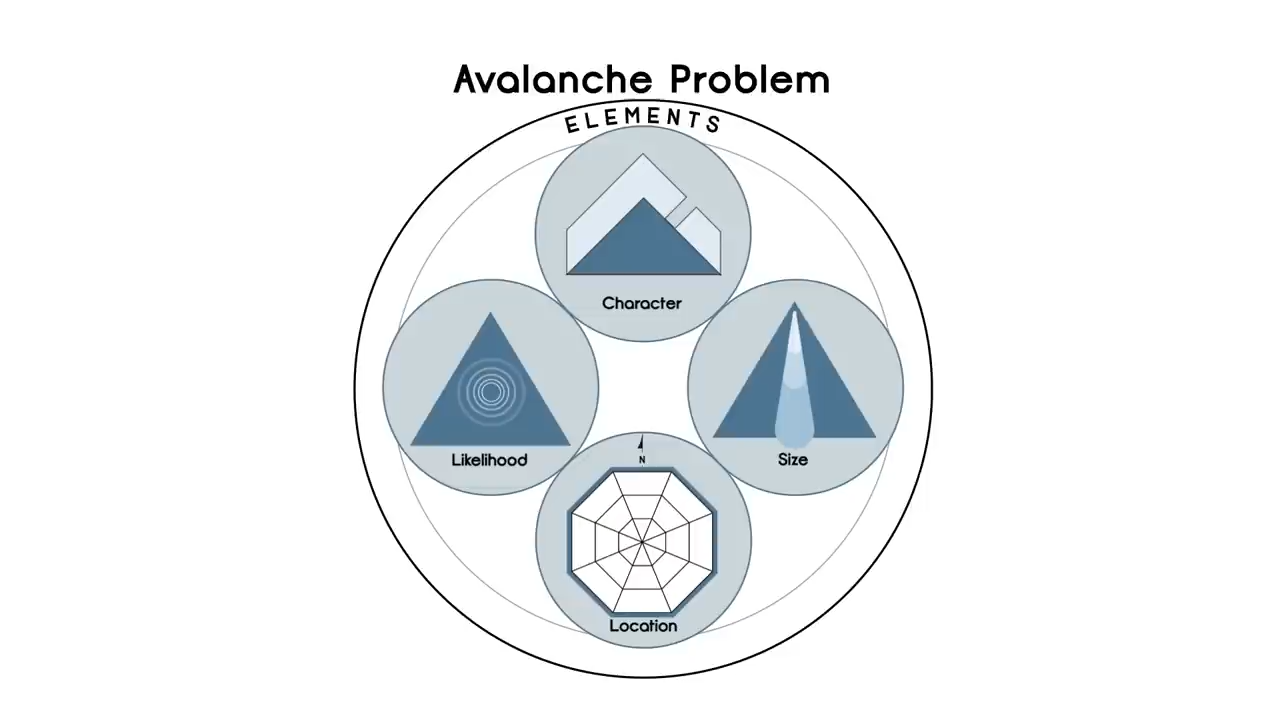 Avalanche Problem
ELEMENTS
Character
Likelihood
Size
N
Location